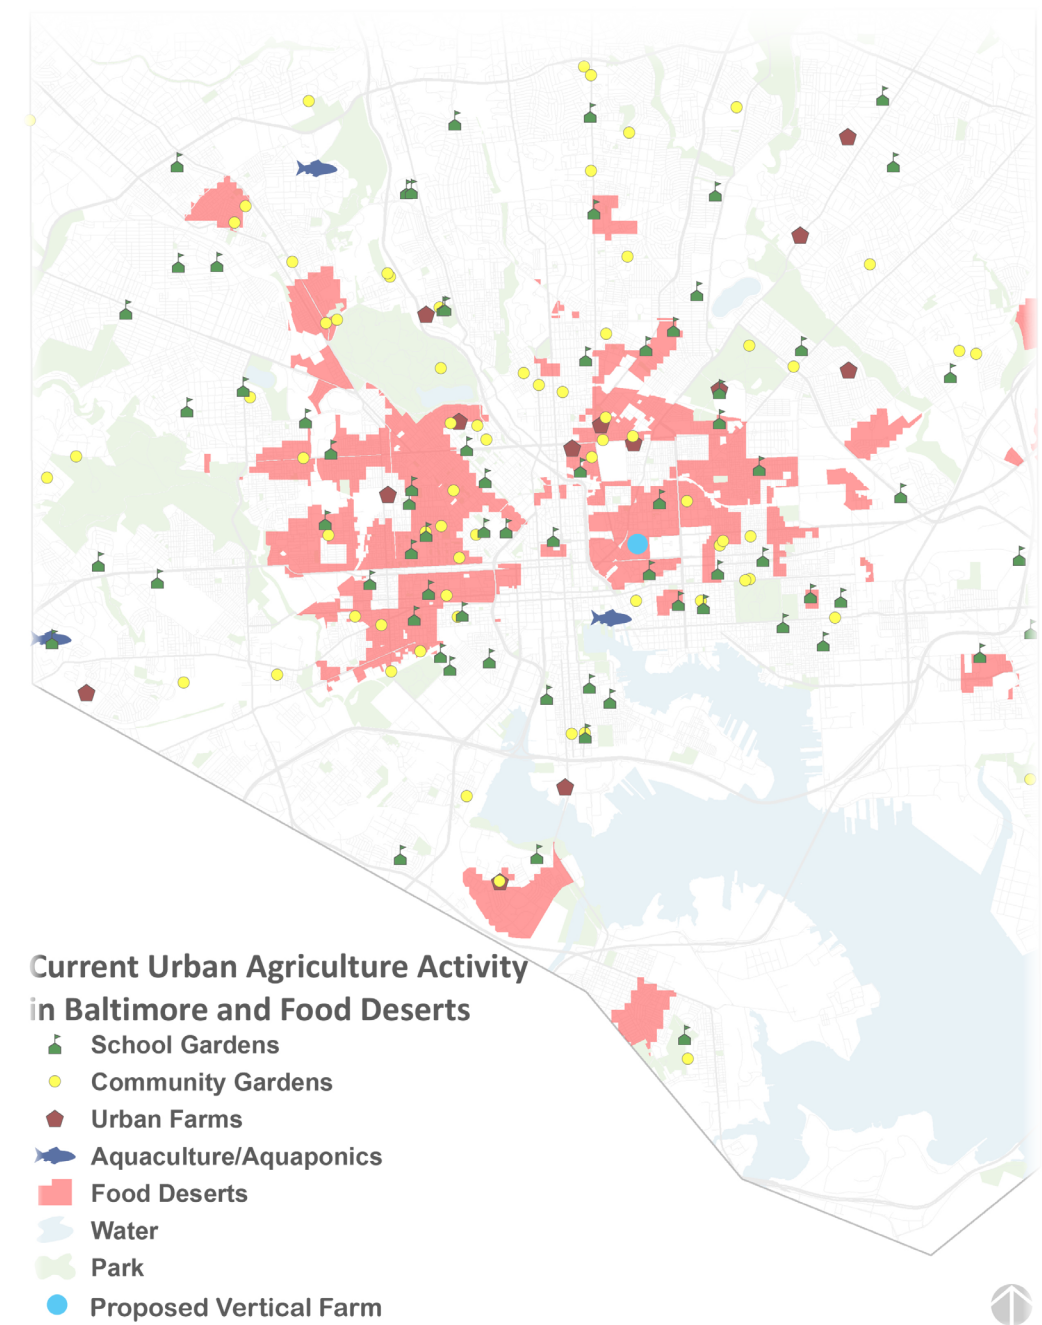 Current Urban Agriculture Activity
in Baltimore and Food Deserts
School Gardens
Community Gardens
Urban Farms
Aquaculture/Aquaponics
Food Deserts
Water
Park
Proposed Vertical Farm